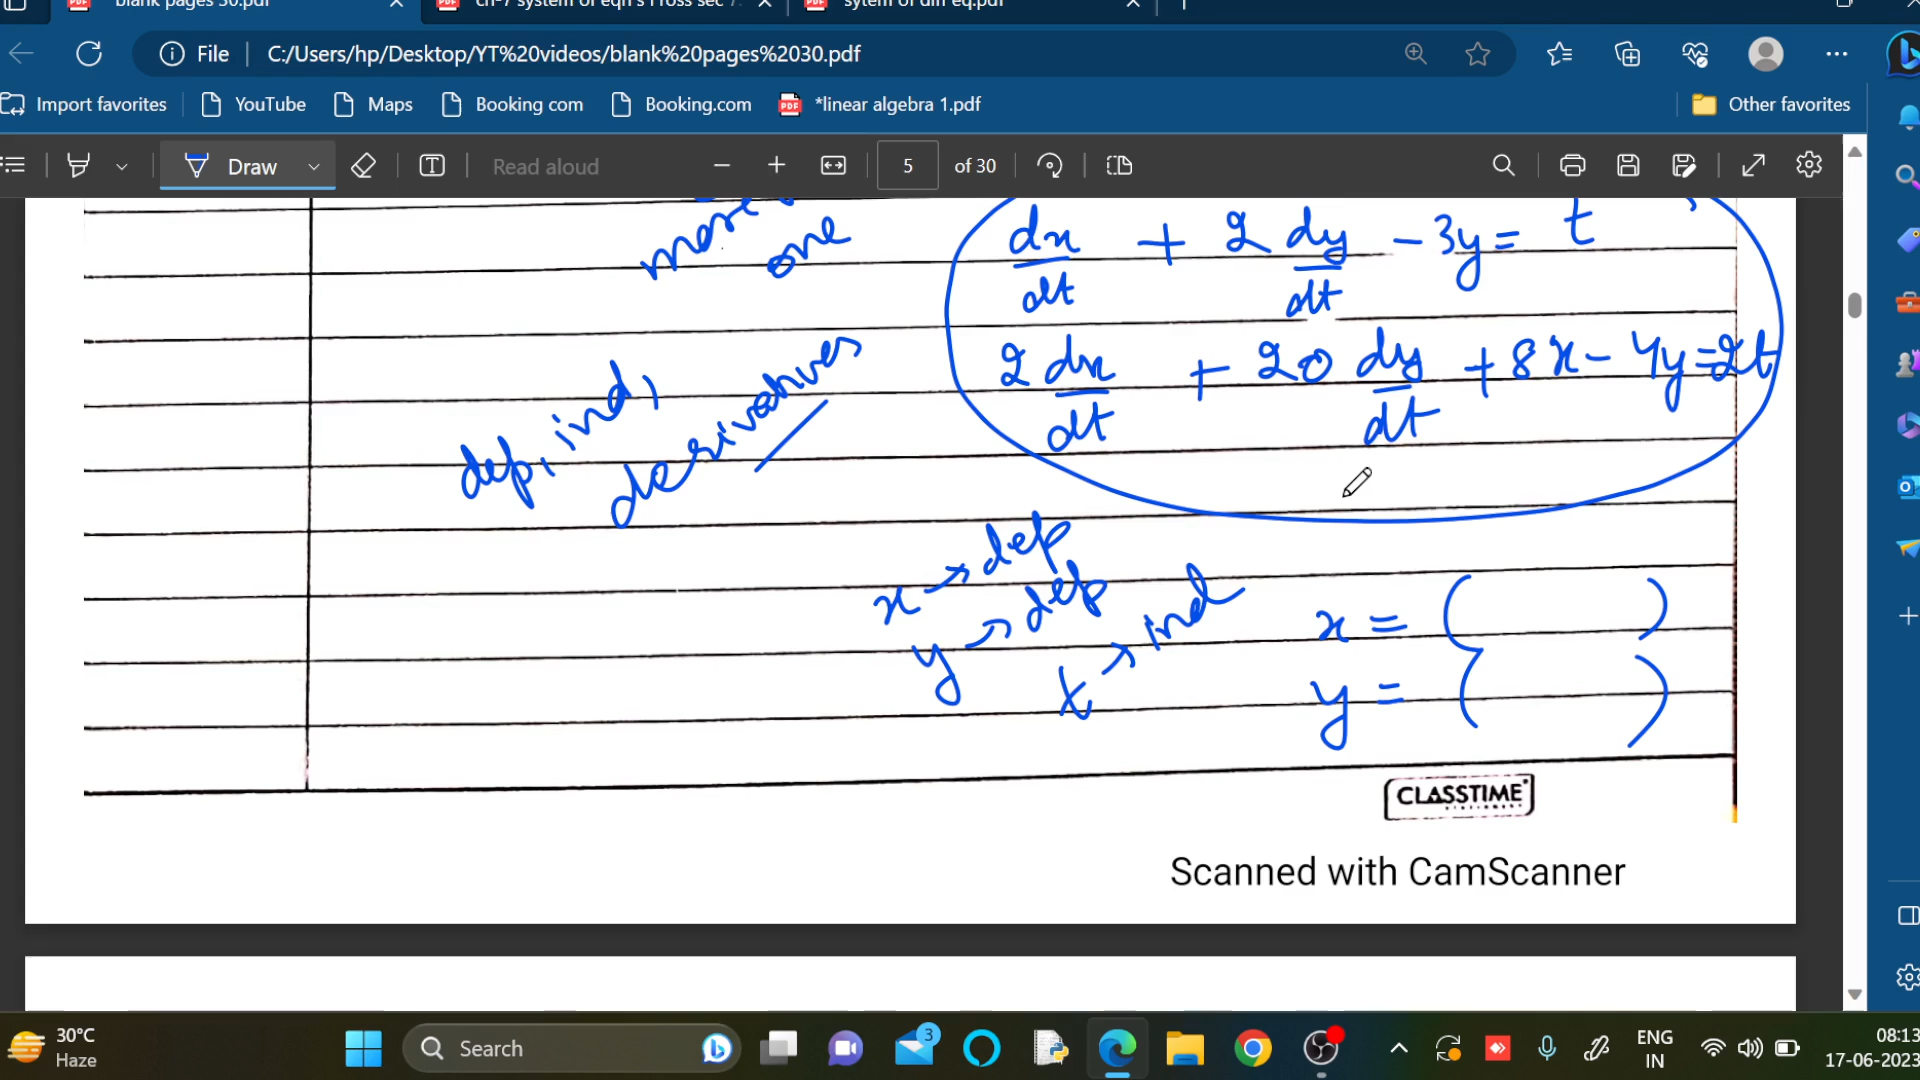 blank pages 30.pdf
ch-7 system of eqn's
sytem of diff eq.pdf
File
C:/Users/hp/Desktop/YT%20videos/blank%20pages%2030.pdf
Import favorites
YouTube
Maps
Booking com
Booking.com
*linear algebra 1.pdf
Other favorites
Draw
Read aloud
5
of 30
more
one
dx/dt + 2 dy/dt - 3y = t
2 dx/dt + 20 dy/dt + 8x - 4y = 2t
dep, ind,
derivatives
x → dep
y → dep
t → ind
x = ( )
y = ( )
CLASSTIME
Scanned with CamScanner
30°C
Haze
Search
3
ENG
IN
08:13
17-06-2023